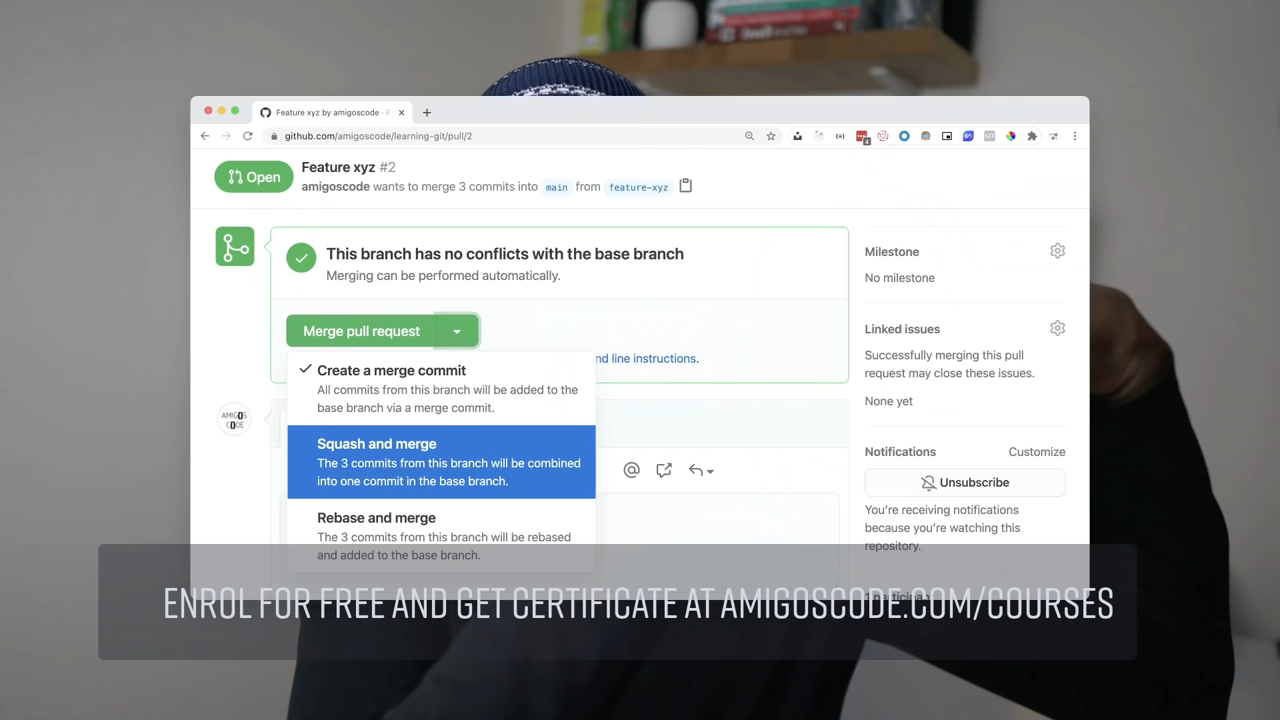 Feature xyz by amigoscode · P
github.com/amigoscode/learning-git/pull/2
Open
Feature xyz #2
amigoscode wants to merge 3 commits into main from feature-xyz
This branch has no conflicts with the base branch
Merging can be performed automatically.
Merge pull request
nd line instructions.
Create a merge commit
All commits from this branch will be added to the
base branch via a merge commit.
Squash and merge
The 3 commits from this branch will be combined
into one commit in the base branch.
Rebase and merge
The 3 commits from this branch will be rebased
and added to the base branch.
AMIGOS
CODE
Milestone
No milestone
Linked issues
Successfully merging this pull
request may close these issues.
None yet
Notifications
Customize
Unsubscribe
You're receiving notifications
because you're watching this
repository.
ENROL FOR FREE AND GET CERTIFICATE AT AMIGOSCODE.COM/COURSES